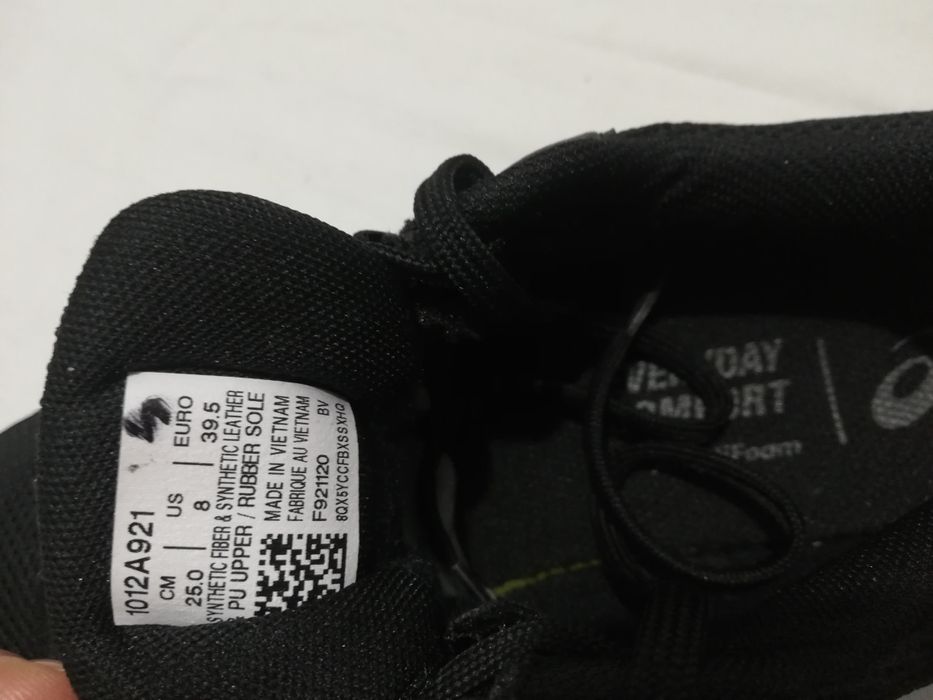 1012A921
CM | US | EURO
25.0 | 8 | 39.5
SYNTHETIC FIBER & SYNTHETIC LEATHER
& PU UPPER / RUBBER SOLE
MADE IN VIETNAM
FABRIQUE AU VIETNAM
F921120 BV
8QX5YCCFBXSSXHQ